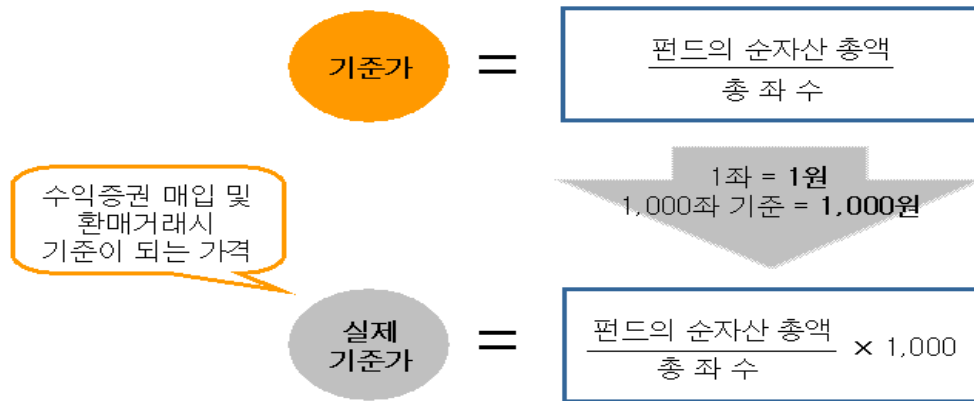 기준가
=
펀드의 순자산 총액
총 좌 수
1좌 = 1원
1,000좌 기준 = 1,000원
수익증권 매입 및
환매거래시
기준이 되는 가격
실제
기준가
=
펀드의 순자산 총액
총 좌 수
× 1,000